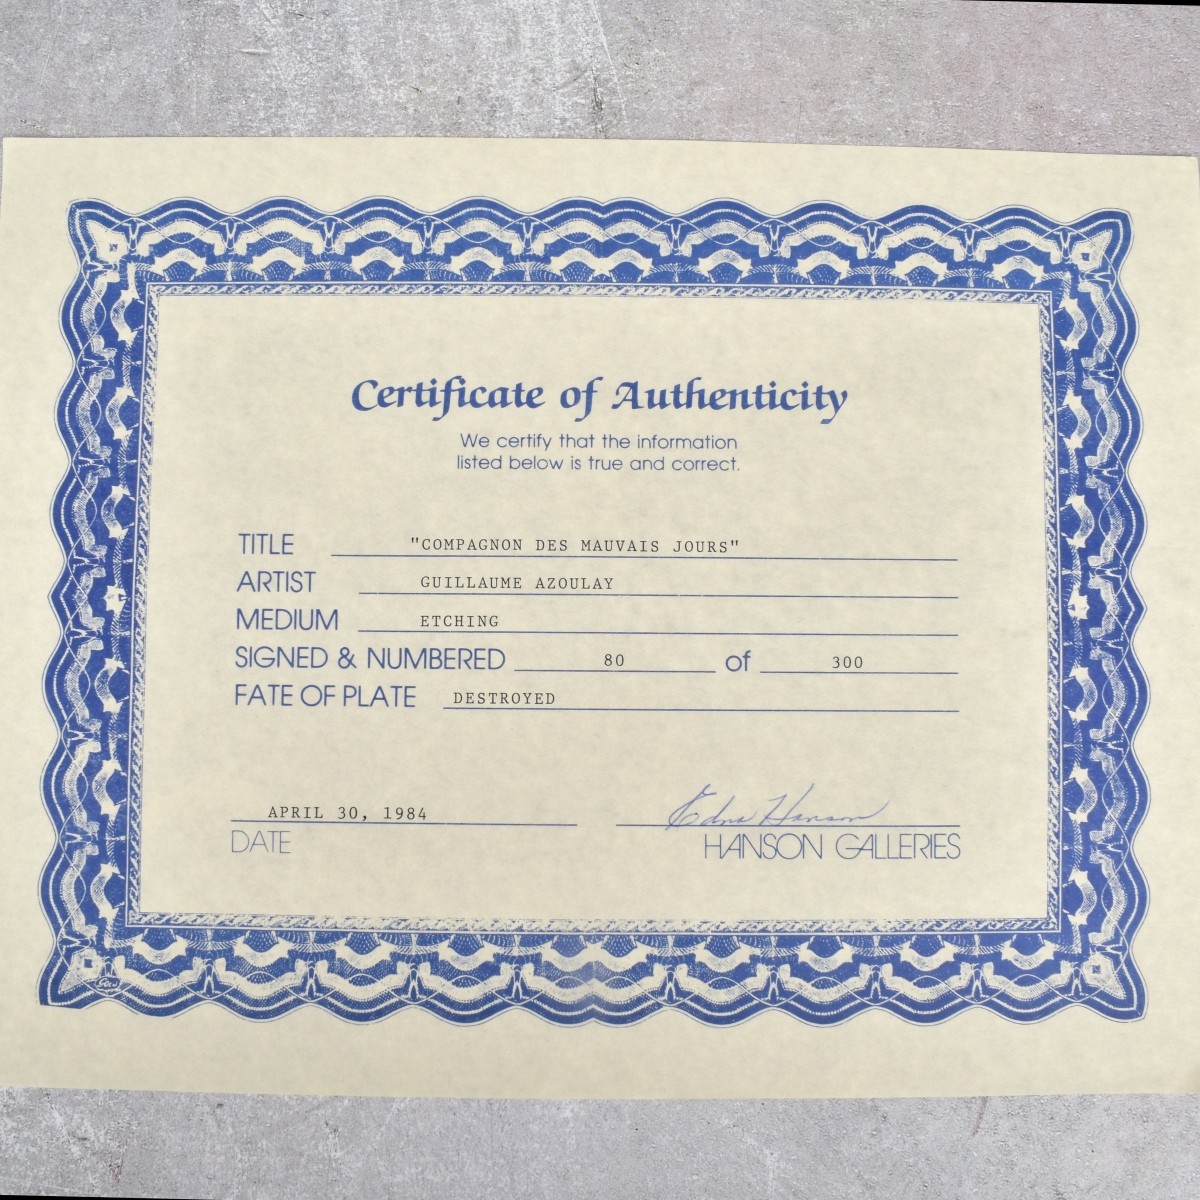 Certificate of Authenticity
We certify that the information
listed below is true and correct.
TITLE "COMPAGNON DES MAUVAIS JOURS"
ARTIST GUILLAUME AZOULAY
MEDIUM ETCHING
SIGNED & NUMBERED 80 of 300
FATE OF PLATE DESTROYED
APRIL 30, 1984 Edna Hanson
DATE HANSON GALLERIES